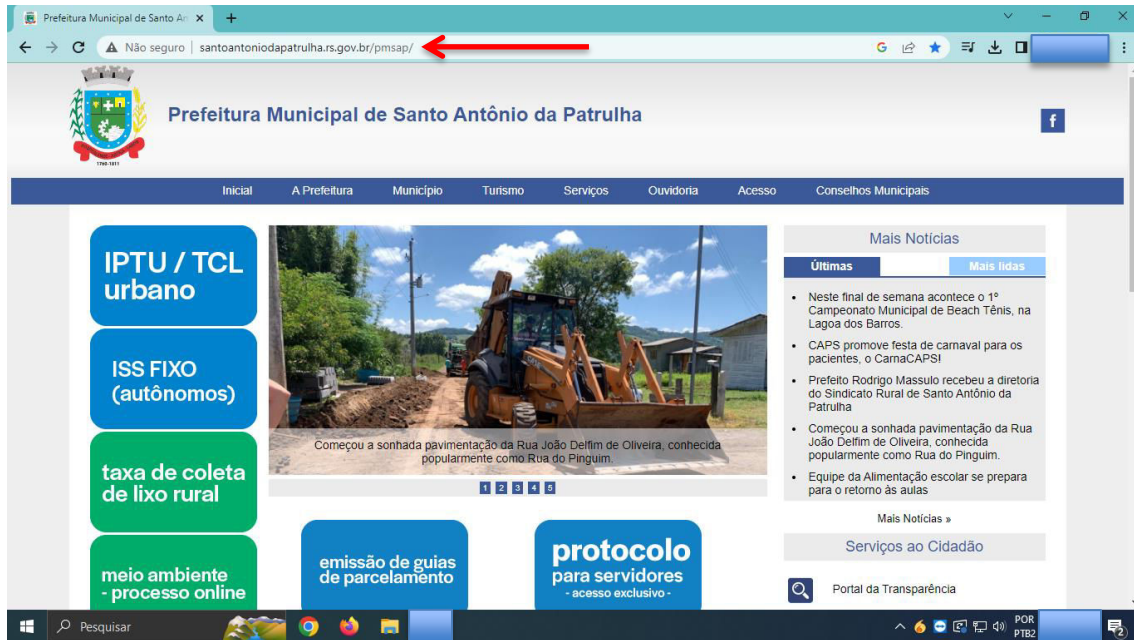 Prefeitura Municipal de Santo An
Não seguro
santoantoniodapatrulha.rs.gov.br/pmsap/
1760-1811
Prefeitura Municipal de Santo Antônio da Patrulha
Inicial
A Prefeitura
Município
Turismo
Serviços
Ouvidoria
Acesso
Conselhos Municipais
IPTU / TCL
urbano
ISS FIXO
(autônomos)
taxa de coleta
de lixo rural
meio ambiente
- processo online
Começou a sonhada pavimentação da Rua João Delfim de Oliveira, conhecida
popularmente como Rua do Pinguim.
1 2 3 4 5
emissão de guias
de parcelamento
protocolo
para servidores
- acesso exclusivo -
Mais Notícias
Últimas
Mais lidas
Neste final de semana acontece o 1º
Campeonato Municipal de Beach Tênis, na
Lagoa dos Barros.
CAPS promove festa de carnaval para os
pacientes, o CarnaCAPS!
Prefeito Rodrigo Massulo recebeu a diretoria
do Sindicato Rural de Santo Antônio da
Patrulha
Começou a sonhada pavimentação da Rua
João Delfim de Oliveira, conhecida
popularmente como Rua do Pinguim.
Equipe da Alimentação escolar se prepara
para o retorno às aulas
Mais Notícias »
Serviços ao Cidadão
Portal da Transparência
Pesquisar
POR
PTB2
2